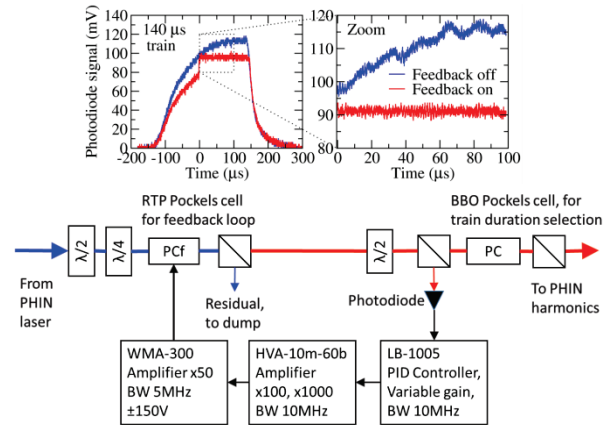 Photodiode signal (mV)
120
100
80
60
40
20
0
140 µs
train
-200
-100
0
100
200
300
Time (µs)
120
115
110
105
100
95
90
85
80
Zoom
Feedback off
Feedback on
0
20
40
60
80
100
Time (µs)
RTP Pockels cell
for feedback loop
BBO Pockels cell, for
train duration selection
λ/2
λ/4
PCf
λ/2
PC
From
PHIN
laser
Residual,
to dump
Photodiode
To PHIN
harmonics
WMA-300
Amplifier x50
BW 5MHz
±150V
HVA-10m-60b
Amplifier
x100, x1000
BW 10MHz
LB-1005
PID Controller,
Variable gain,
BW 10MHz